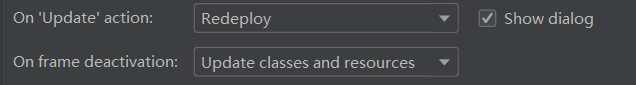 On 'Update' action: Redeploy Show dialog
On frame deactivation: Update classes and resources